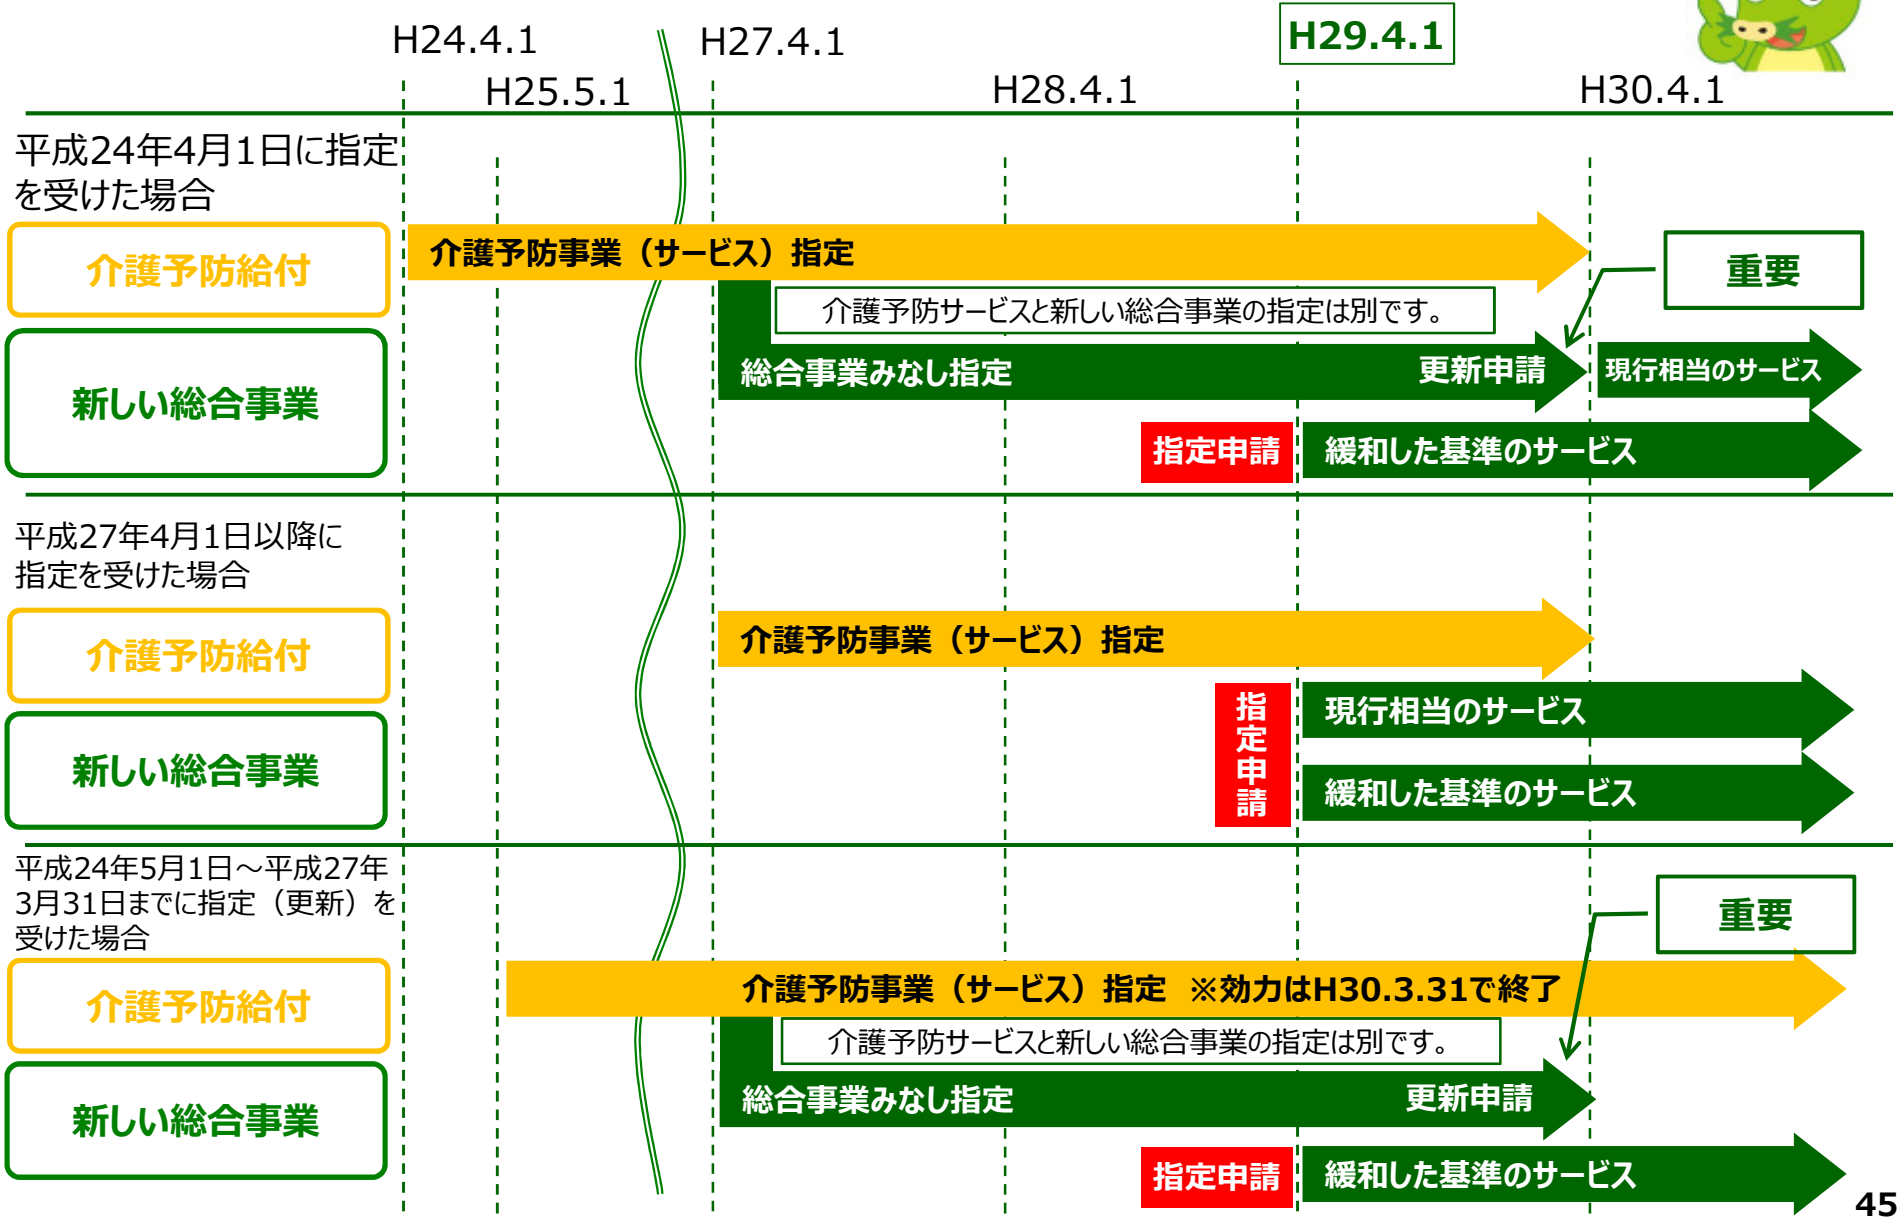 H24.4.1
H27.4.1
H29.4.1
H25.5.1
H28.4.1
H30.4.1
平成24年4月1日に指定
を受けた場合
介護予防給付
介護予防事業（サービス）指定
重要
介護予防サービスと新しい総合事業の指定は別です。
新しい総合事業
総合事業みなし指定
更新申請
現行相当のサービス
指定申請
緩和した基準のサービス
平成27年4月1日以降に
指定を受けた場合
介護予防給付
介護予防事業（サービス）指定
新しい総合事業
指定申請
現行相当のサービス
緩和した基準のサービス
平成24年5月1日～平成27年
3月31日までに指定（更新）を
受けた場合
重要
介護予防給付
介護予防事業（サービス）指定 ※効力はH30.3.31で終了
介護予防サービスと新しい総合事業の指定は別です。
新しい総合事業
総合事業みなし指定
更新申請
指定申請
緩和した基準のサービス
45